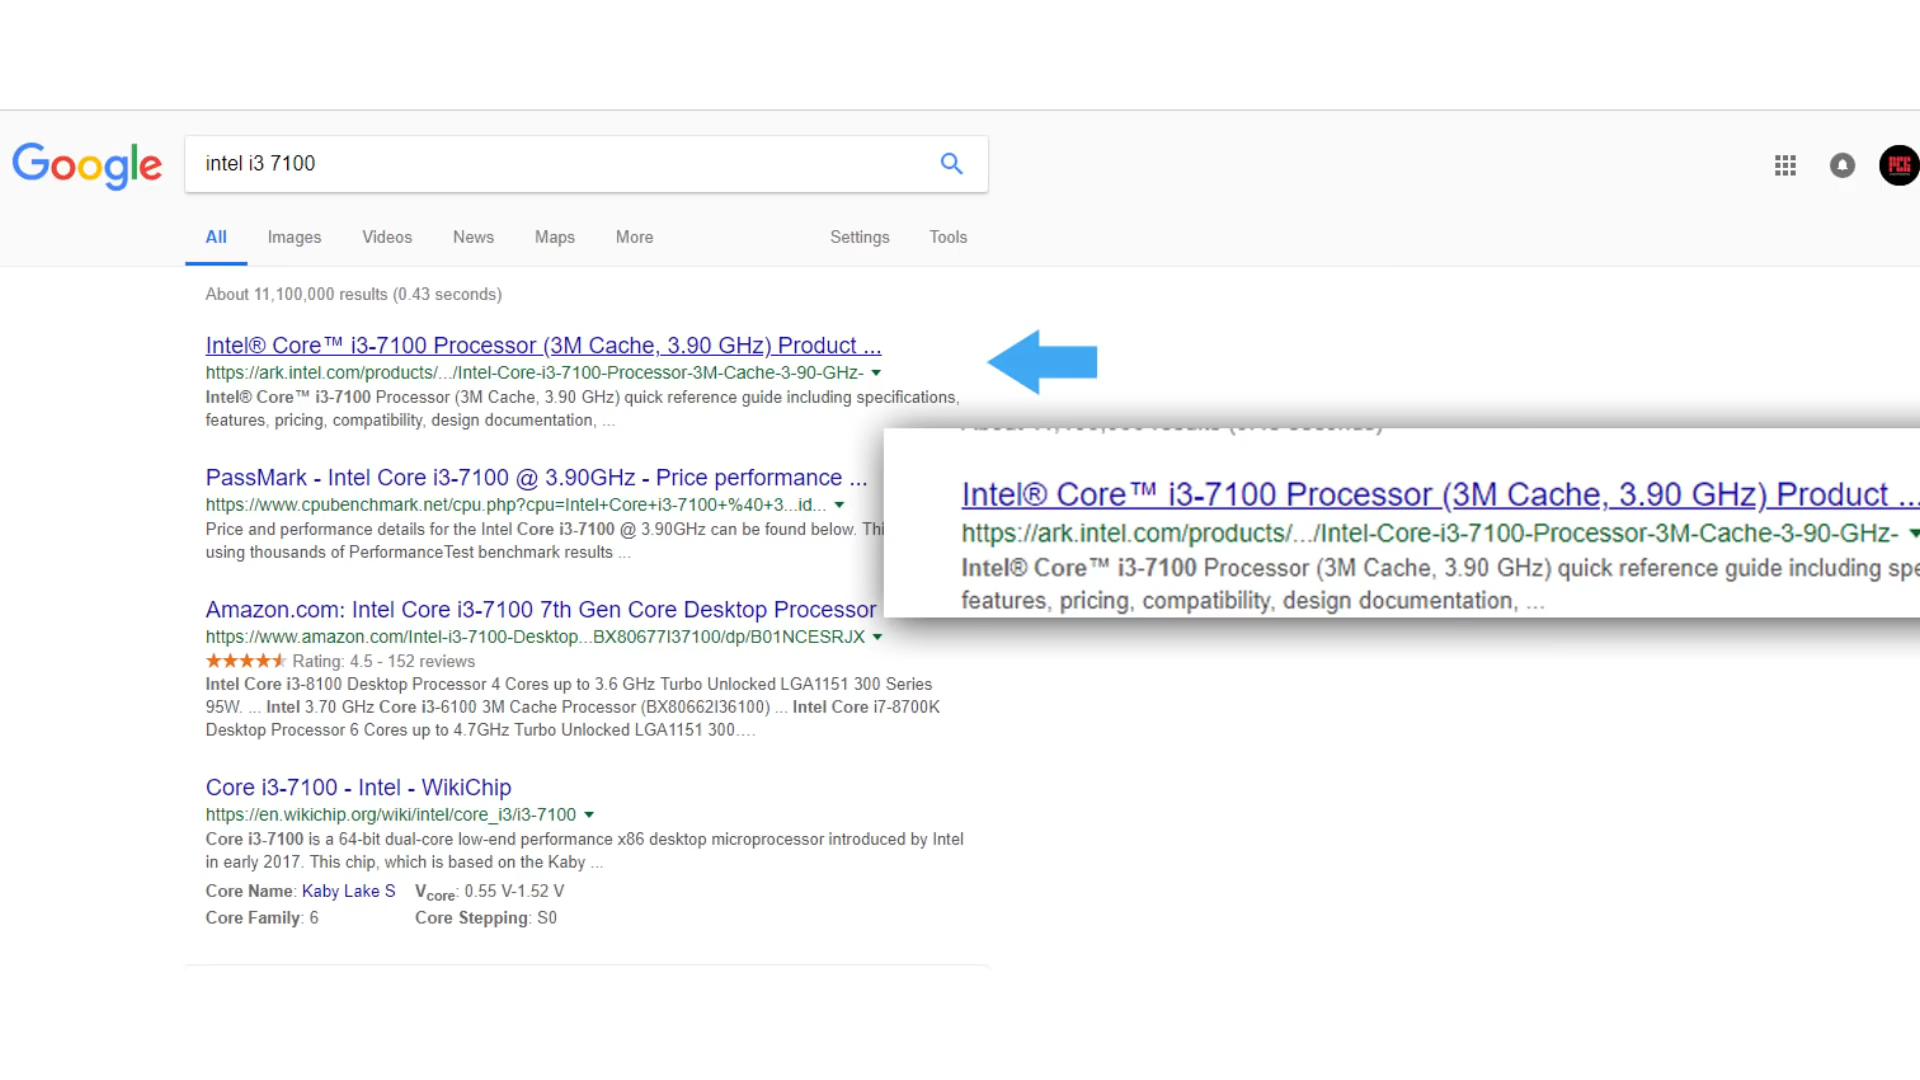 Google
intel i3 7100
PCG
All Images Videos News Maps More Settings Tools
About 11,100,000 results (0.43 seconds)
Intel® Core™ i3-7100 Processor (3M Cache, 3.90 GHz) Product ...
https://ark.intel.com/products/.../Intel-Core-i3-7100-Processor-3M-Cache-3-90-GHz-
Intel® Core™ i3-7100 Processor (3M Cache, 3.90 GHz) quick reference guide including specifications,
features, pricing, compatibility, design documentation, ...
PassMark - Intel Core i3-7100 @ 3.90GHz - Price performance ...
https://www.cpubenchmark.net/cpu.php?cpu=Intel+Core+i3-7100+%40+3...id...
Price and performance details for the Intel Core i3-7100 @ 3.90GHz can be found below. Thi
using thousands of PerformanceTest benchmark results ...
Amazon.com: Intel Core i3-7100 7th Gen Core Desktop Processor
https://www.amazon.com/Intel-i3-7100-Desktop...BX80677I37100/dp/B01NCESRJX
Rating: 4.5 - 152 reviews
Intel Core i3-8100 Desktop Processor 4 Cores up to 3.6 GHz Turbo Unlocked LGA1151 300 Series
95W. ... Intel 3.70 GHz Core i3-6100 3M Cache Processor (BX80662I36100) ... Intel Core i7-8700K
Desktop Processor 6 Cores up to 4.7GHz Turbo Unlocked LGA1151 300....
Core i3-7100 - Intel - WikiChip
https://en.wikichip.org/wiki/intel/core_i3/i3-7100
Core i3-7100 is a 64-bit dual-core low-end performance x86 desktop microprocessor introduced by Intel
in early 2017. This chip, which is based on the Kaby ...
Core Name: Kaby Lake S Vcore: 0.55 V-1.52 V
Core Family: 6 Core Stepping: S0
Intel® Core™ i3-7100 Processor (3M Cache, 3.90 GHz) Product ...
https://ark.intel.com/products/.../Intel-Core-i3-7100-Processor-3M-Cache-3-90-GHz-
Intel® Core™ i3-7100 Processor (3M Cache, 3.90 GHz) quick reference guide including spe
features, pricing, compatibility, design documentation, ...